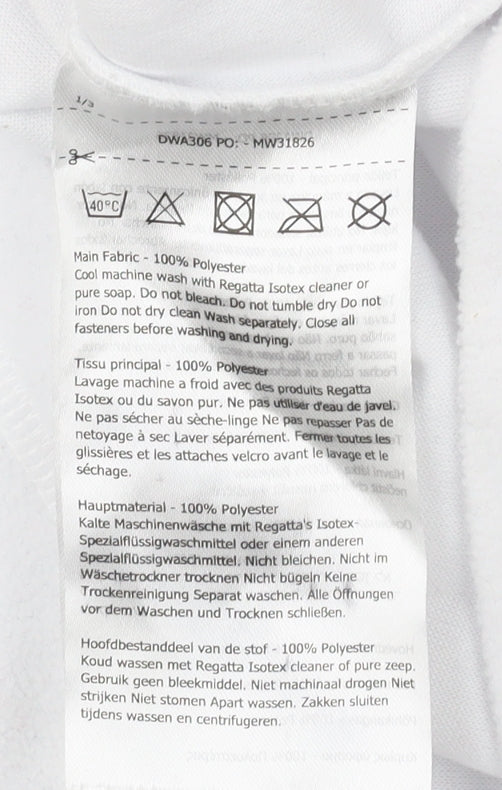 1/3
DWA306 PO: - MW31826
40°C
Main Fabric - 100% Polyester
Cool machine wash with Regatta Isotex cleaner or
pure soap. Do not bleach. Do not tumble dry Do not
iron Do not dry clean Wash separately. Close all
fasteners before washing and drying.
Tissu principal - 100% Polyester
Lavage machine a froid avec des produits Regatta
Isotex ou du savon pur. Ne pas utiliser d'eau de javel.
Ne pas sécher au sèche-linge Ne pas repasser Pas de
netoyage à sec Laver séparément. Fermer toutes les
glissières et les attaches velcro avant le lavage et le
séchage.
Hauptmaterial - 100% Polyester
Kalte Maschinenwäsche mit Regatta's Isotex-
Spezialflüssigwaschmittel oder einem anderen
Spezialflüssigwaschmittel. Nicht bleichen. Nicht im
Wäschetrockner trocknen Nicht bügeln Keine
Trockenreinigung Separat waschen. Alle Öffnungen
vor dem Waschen und Trocknen schließen.
Hoofdbestanddeel van de stof - 100% Polyester
Koud wassen met Regatta Isotex cleaner of pure zeep.
Gebruik geen bleekmiddel. Niet machinaal drogen Niet
strijken Niet stomen Apart wassen. Zakken sluiten
tijdens wassen en centrifugeren.